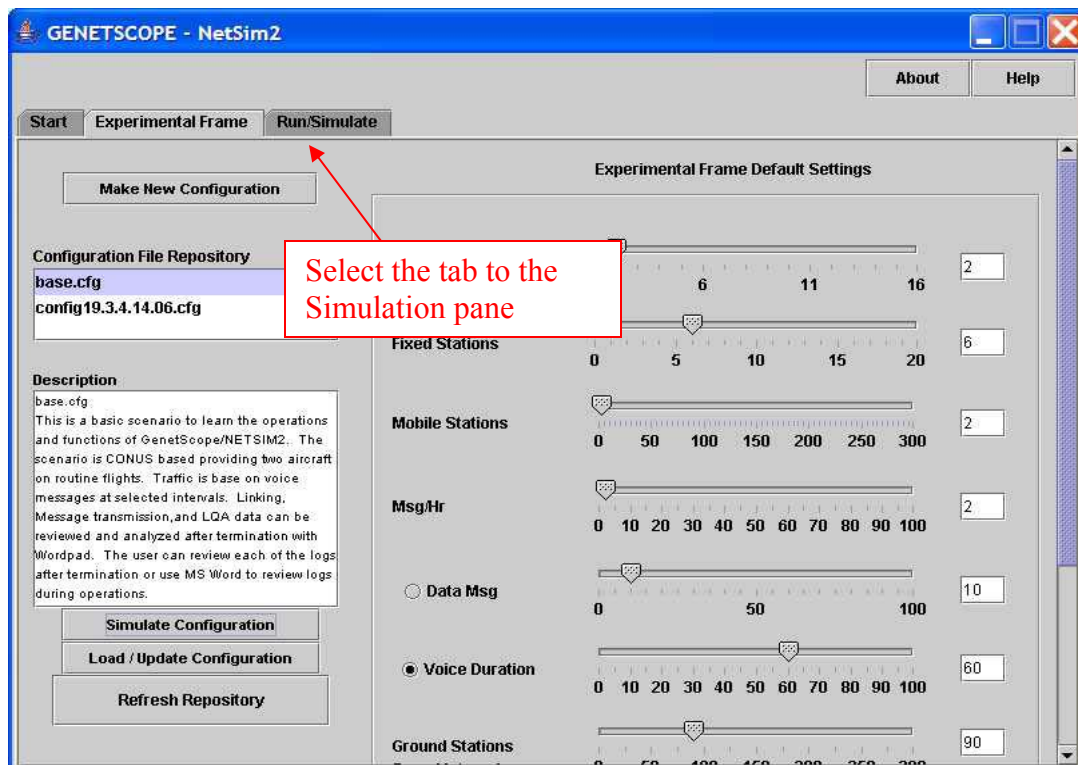 GENETSCOPE - NetSim2
About Help
Start Experimental Frame Run/Simulate
Make New Configuration
Configuration File Repository
base.cfg
config19.3.4.14.06.cfg
Description
base.cfg
This is a basic scenario to learn the operations
and functions of GenetScope/NETSIM2. The
scenario is CONUS based providing two aircraft
on routine flights. Traffic is base on voice
messages at selected intervals. Linking,
Message transmission,and LQA data can be
reviewed and analyzed after termination with
Wordpad. The user can review each of the logs
after termination or use MS Word to review logs
during operations.
Simulate Configuration
Load / Update Configuration
Refresh Repository
Select the tab to the
Simulation pane
Experimental Frame Default Settings
6 11 16
2
Fixed Stations
0 5 10 15 20
6
Mobile Stations
0 50 100 150 200 250 300
2
Msg/Hr
0 10 20 30 40 50 60 70 80 90 100
2
Data Msg
0 50 100
10
Voice Duration
0 10 20 30 40 50 60 70 80 90 100
60
Ground Stations
0 50 100 150 200 250 300
90